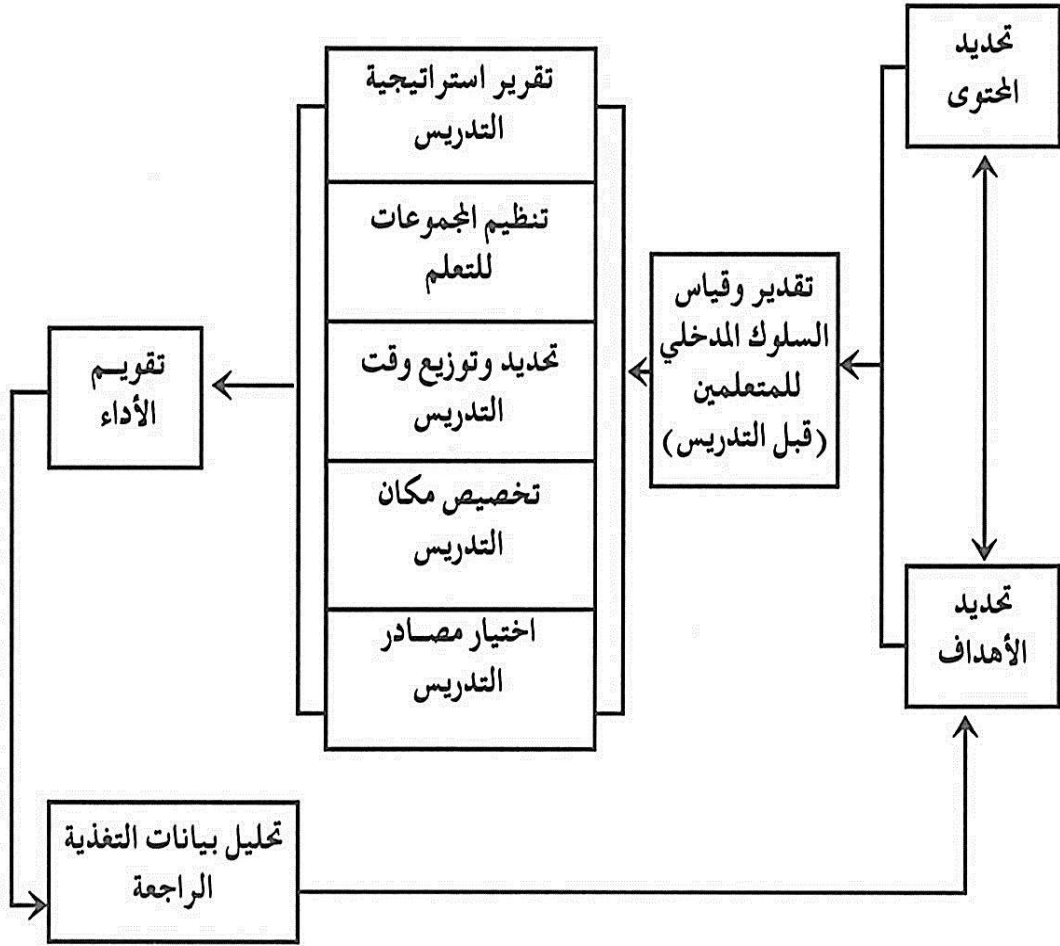 تحديد
المحتوى
تقرير استراتيجية
التدريس
تنظيم المجموعات
للتعلم
تقدير وقياس
السلوك المدخلي
للمتعلمين
(قبل التدريس)
تحديد وتوزيع وقت
التدريس
تقويم
الأداء
تخصيص مكان
التدريس
تحديد
الأهداف
اختيار مصادر
التدريس
تحليل بيانات التغذية
الراجعة